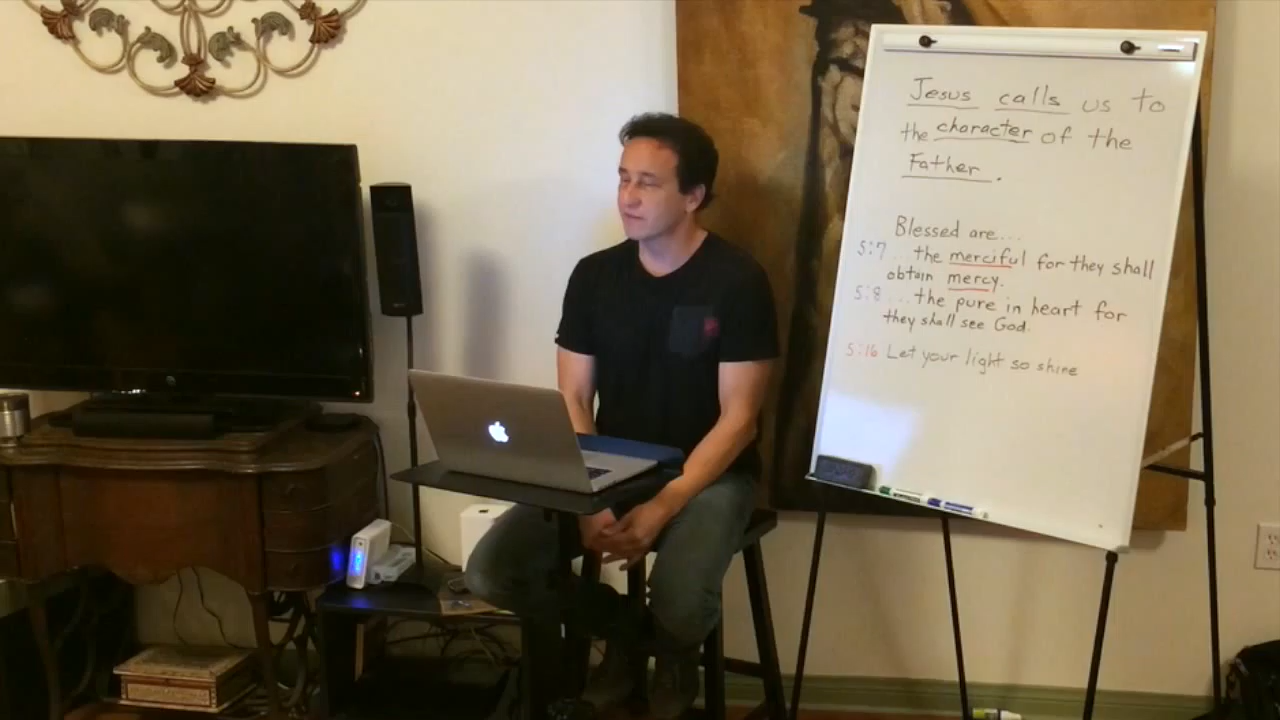 Jesus calls us to
the character of the
Father.
Blessed are...
5:7 ... the merciful for they shall
obtain mercy.
5:8 ... the pure in heart for
they shall see God.
5:16 Let your light so shine